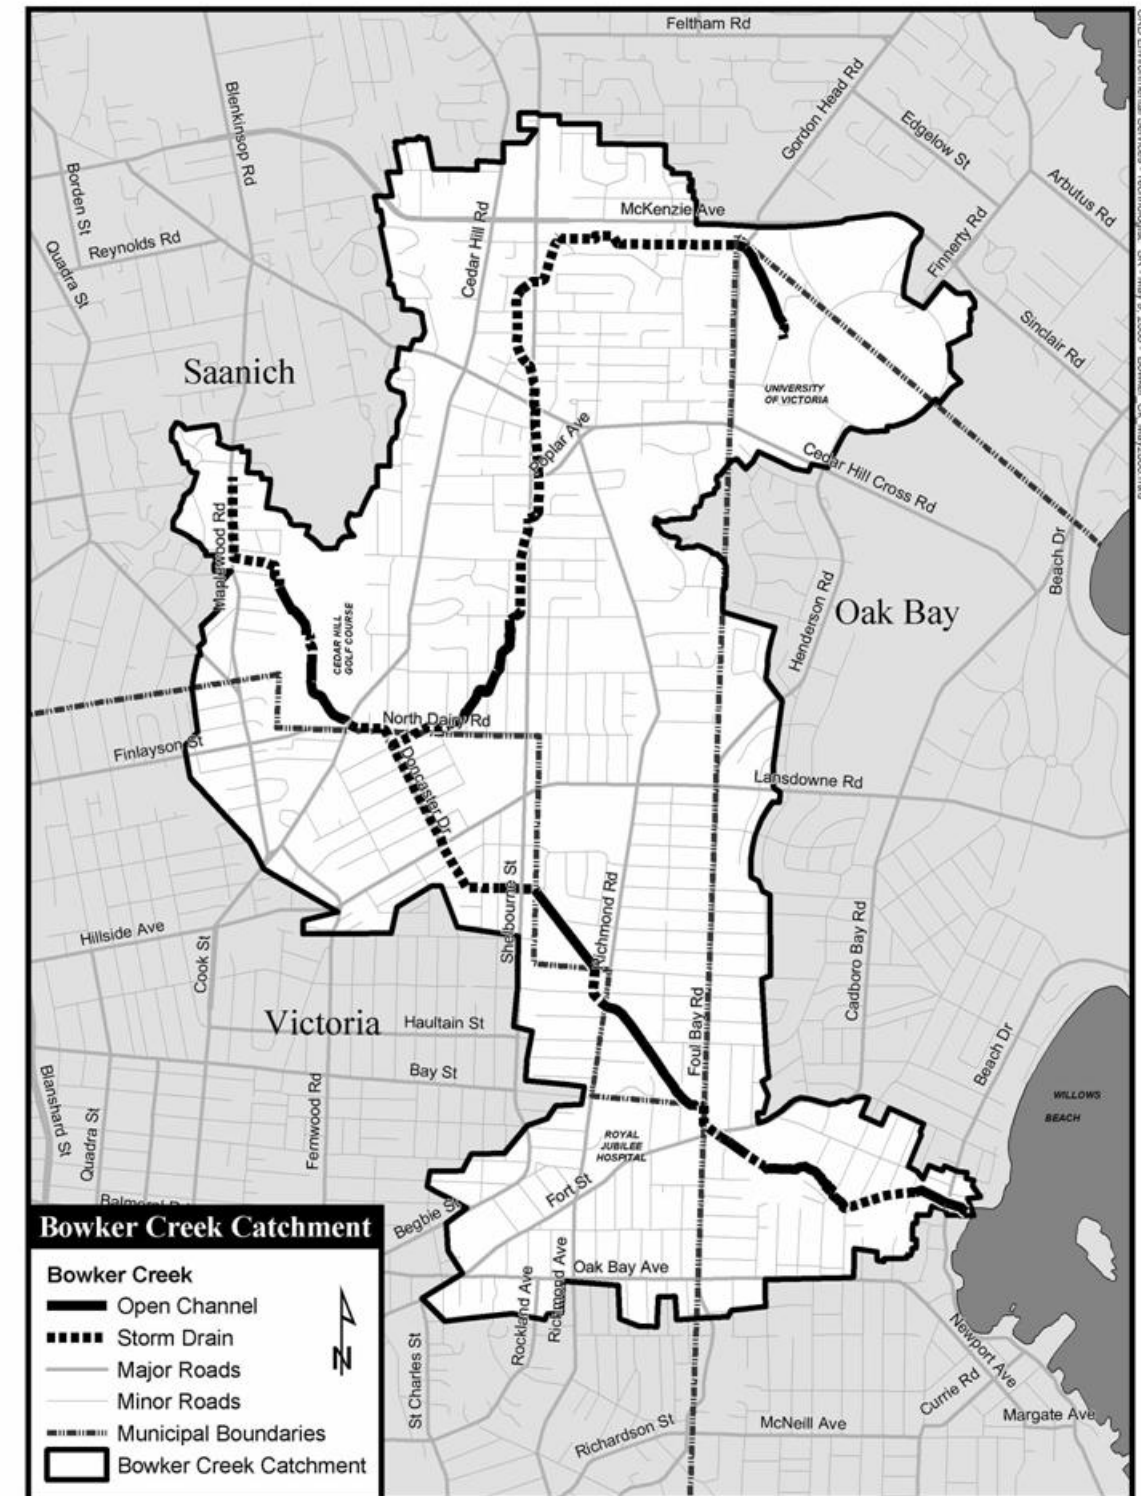 Feltham Rd
Gordon Head Rd
Blenkinsop Rd
Edgelow St
Arbutus Rd
Borden St
McKenzie Ave
Cedar Hill Rd
Finnerty Rd
Reynolds Rd
Quadra St
Sinclair Rd
Saanich
UNIVERSITY
OF VICTORIA
Poplar Ave
Cedar Hill Cross Rd
Maplewood Rd
Beach Dr
CEDAR HILL
GOLF COURSE
Henderson Rd
Oak Bay
North Dairy Rd
Finlayson St
Doncaster Dr
Lansdowne Rd
Shelbourne St
Richmond Rd
Hillside Ave
Cook St
Cadboro Bay Rd
Victoria
Haultain St
Foul Bay Rd
Beach Dr
Bay St
Blanshard St
Quadra St
Fernwood Rd
WILLOWS
BEACH
ROYAL
JUBILEE
HOSPITAL
Fort St
Begbie St
Oak Bay Ave
Rockland Ave
Richmond Ave
St Charles St
Newport Ave
Currie Rd
Margate Ave
McNeill Ave
Richardson St
Bowker Creek Catchment
Bowker Creek
Open Channel
Storm Drain
Major Roads
Minor Roads
Municipal Boundaries
Bowker Creek Catchment
N